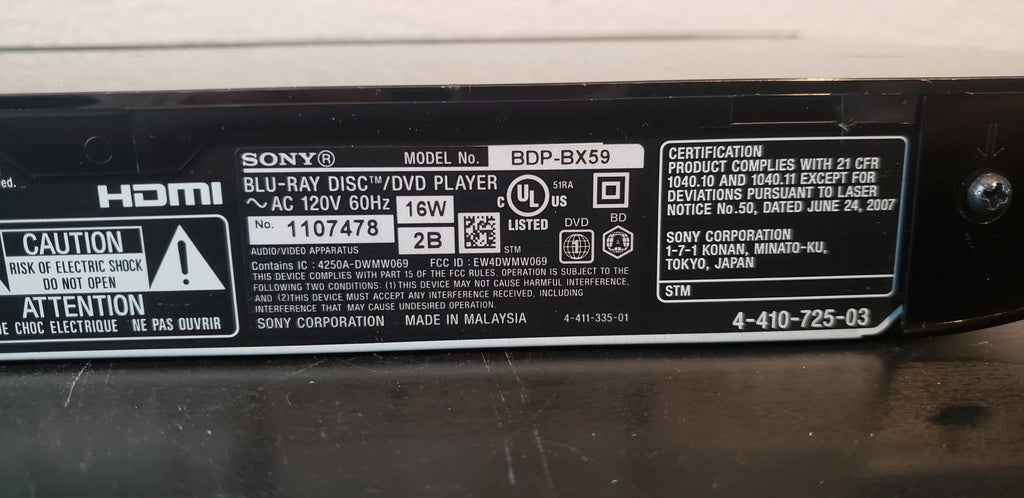 ed.
HDMI
CAUTION
RISK OF ELECTRIC SHOCK
DO NOT OPEN
ATTENTION
DE CHOC ELECTRIQUE NE PAS OUVRIR
SONY® MODEL No. BDP-BX59
BLU-RAY DISC™/DVD PLAYER
~ AC 120V 60Hz 16W
No. 1107478 2B
AUDIO/VIDEO APPARATUS
STM
C UL US
LISTED
51RA
DVD
1
BD
A
Contains IC : 4250A-DWMW069 FCC ID : EW4DWMW069
THIS DEVICE COMPLIES WITH PART 15 OF THE FCC RULES. OPERATION IS SUBJECT TO THE
FOLLOWING TWO CONDITIONS: (1) THIS DEVICE MAY NOT CAUSE HARMFUL INTERFERENCE,
AND (2)THIS DEVICE MUST ACCEPT ANY INTERFERENCE RECEIVED, INCLUDING
INTERFERENCE THAT MAY CAUSE UNDESIRED OPERATION.
SONY CORPORATION MADE IN MALAYSIA 4-411-335-01
CERTIFICATION
PRODUCT COMPLIES WITH 21 CFR
1040.10 AND 1040.11 EXCEPT FOR
DEVIATIONS PURSUANT TO LASER
NOTICE No.50, DATED JUNE 24, 2007
SONY CORPORATION
1-7-1 KONAN, MINATO-KU,
TOKYO, JAPAN
STM
4-410-725-03